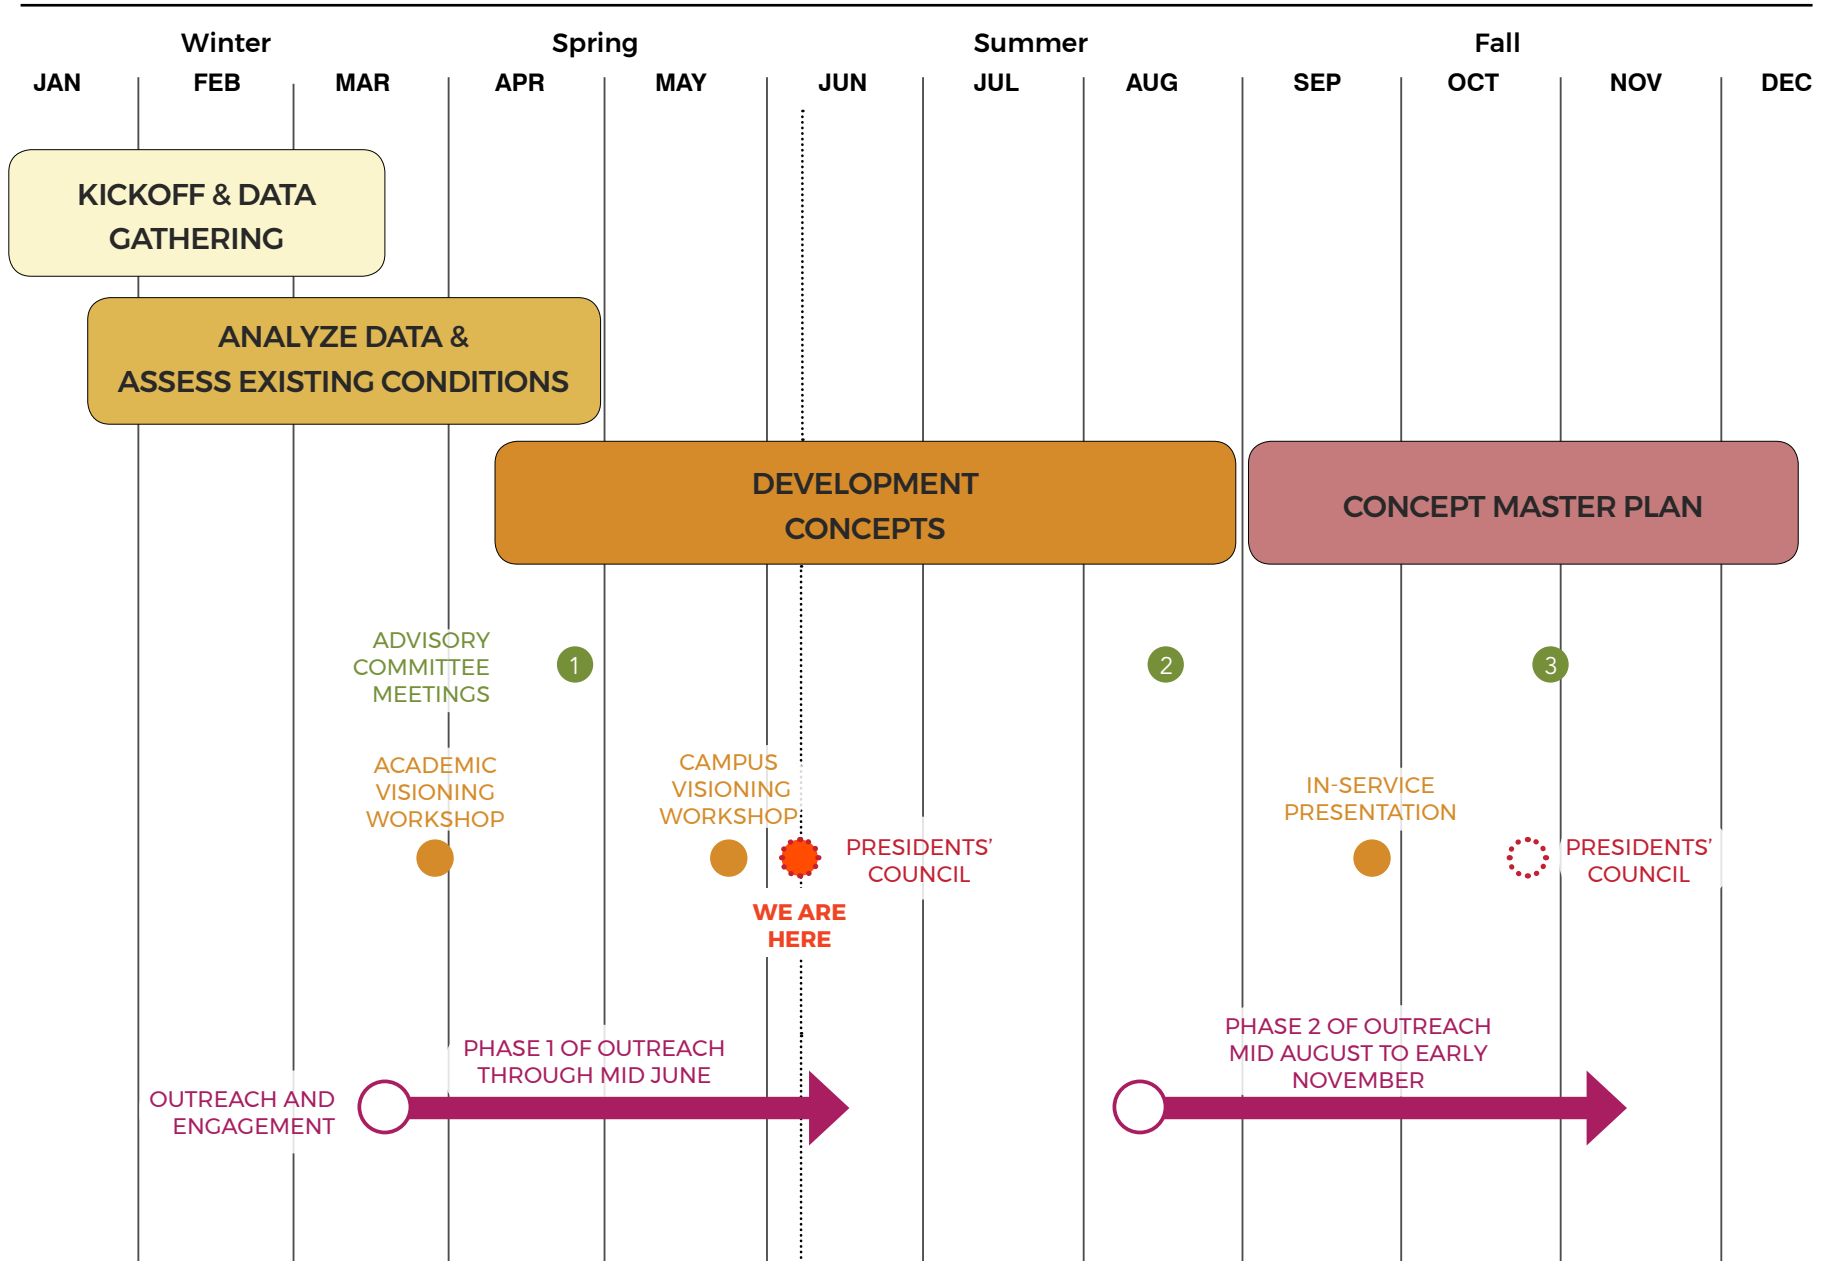 Winter Spring Summer Fall
JAN FEB MAR APR MAY JUN JUL AUG SEP OCT NOV DEC
KICKOFF & DATA
GATHERING
ANALYZE DATA &
ASSESS EXISTING CONDITIONS
DEVELOPMENT
CONCEPTS
CONCEPT MASTER PLAN
ADVISORY
COMMITTEE
MEETINGS
1
2
3
ACADEMIC
VISIONING
WORKSHOP
CAMPUS
VISIONING
WORKSHOP
PRESIDENTS’
COUNCIL
WE ARE
HERE
IN-SERVICE
PRESENTATION
PRESIDENTS’
COUNCIL
OUTREACH AND
ENGAGEMENT
PHASE 1 OF OUTREACH
THROUGH MID JUNE
PHASE 2 OF OUTREACH
MID AUGUST TO EARLY
NOVEMBER